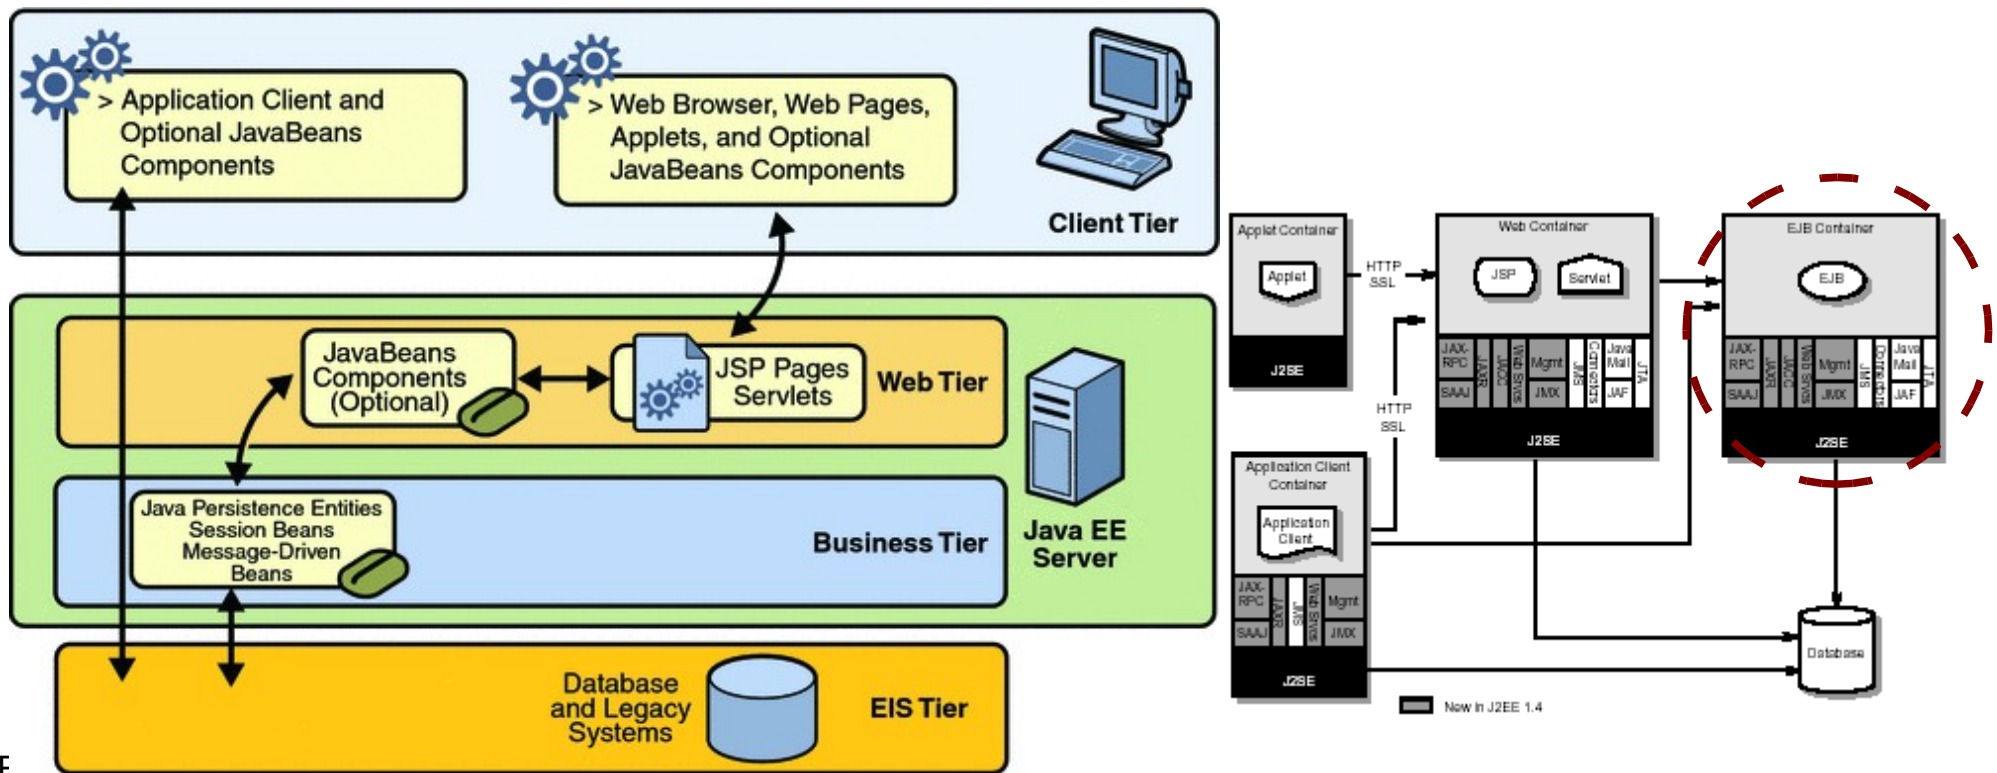 > Application Client and
Optional JavaBeans
Components
> Web Browser, Web Pages,
Applets, and Optional
JavaBeans Components
Client Tier
JavaBeans
Components
(Optional)
JSP Pages
Servlets
Web Tier
Java Persistence Entities
Session Beans
Message-Driven
Beans
Business Tier
Java EE
Server
Database
and Legacy
Systems
EIS Tier
Applet Container
Applet
J2SE
HTTP
SSL
Web Container
JSP
Servlet
JAX-
RPC
SAAJ
JAXR
JACC
Web Srvcs
Mgmt
JMX
JMS
Connectors
Java
Mail
JAF
JTA
J2SE
EJB Container
EJB
JAX-
RPC
SAAJ
JAXR
JACC
Web Srvcs
Mgmt
JMX
JMS
Connectors
Java
Mail
JAF
JTA
J2SE
HTTP
SSL
Application Client
Container
Application
Client
JAX-
RPC
SAAJ
JAXR
JMS
Web Srvcs
Mgmt
JMX
J2SE
Database
New in J2EE 1.4